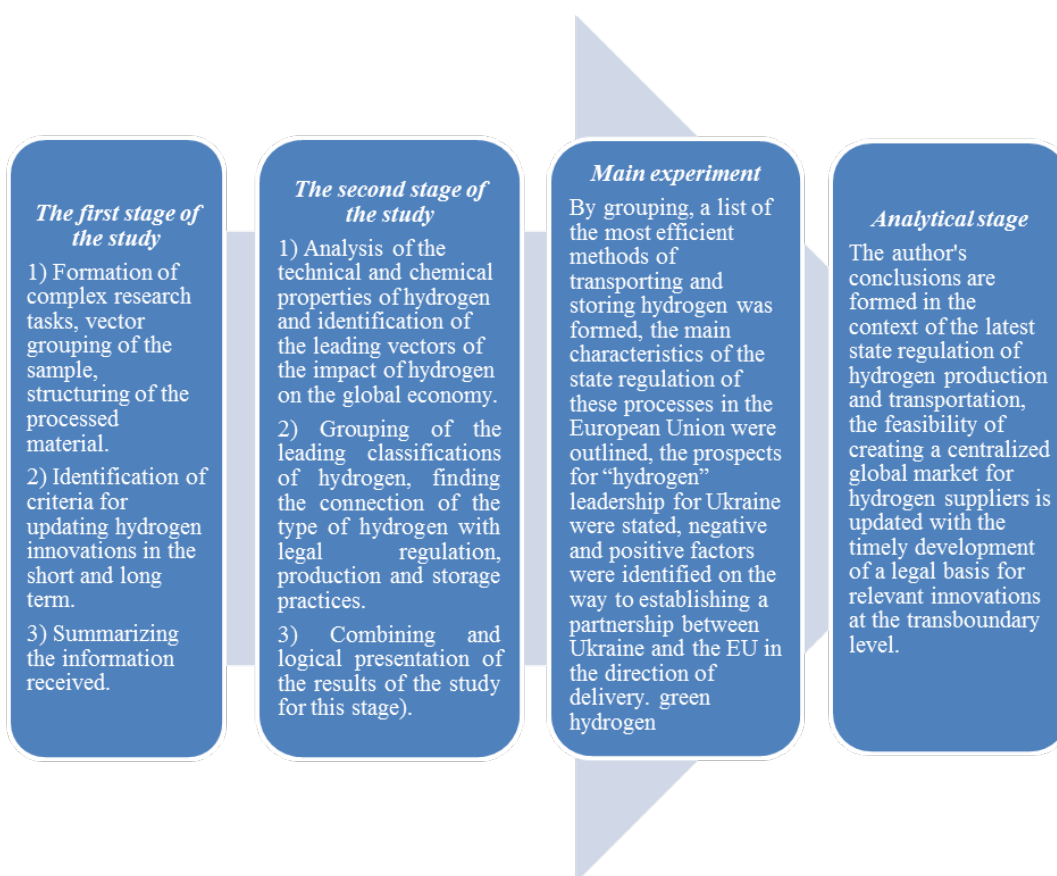 The first stage of
the study
1) Formation of
complex research
tasks, vector
grouping of the
sample,
structuring of the
processed
material.
2) Identification of
criteria for
updating hydrogen
innovations in the
short and long
term.
3) Summarizing
the information
received.
The second stage of
the study
1) Analysis of the
technical and chemical
properties of hydrogen
and identification of
the leading vectors of
the impact of hydrogen
on the global economy.
2) Grouping of the
leading classifications
of hydrogen, finding
the connection of the
type of hydrogen with
legal regulation,
production and storage
practices.
3) Combining and
logical presentation of
the results of the study
for this stage).
Main experiment
By grouping, a list of
the most efficient
methods of
transporting and
storing hydrogen was
formed, the main
characteristics of the
state regulation of
these processes in the
European Union were
outlined, the prospects
for “hydrogen”
leadership for Ukraine
were stated, negative
and positive factors
were identified on the
way to establishing a
partnership between
Ukraine and the EU in
the direction of
delivery. green
hydrogen
Analytical stage
The author's
conclusions are
formed in the
context of the latest
state regulation of
hydrogen production
and transportation,
the feasibility of
creating a centralized
global market for
hydrogen suppliers is
updated with the
timely development
of a legal basis for
relevant innovations
at the transboundary
level.